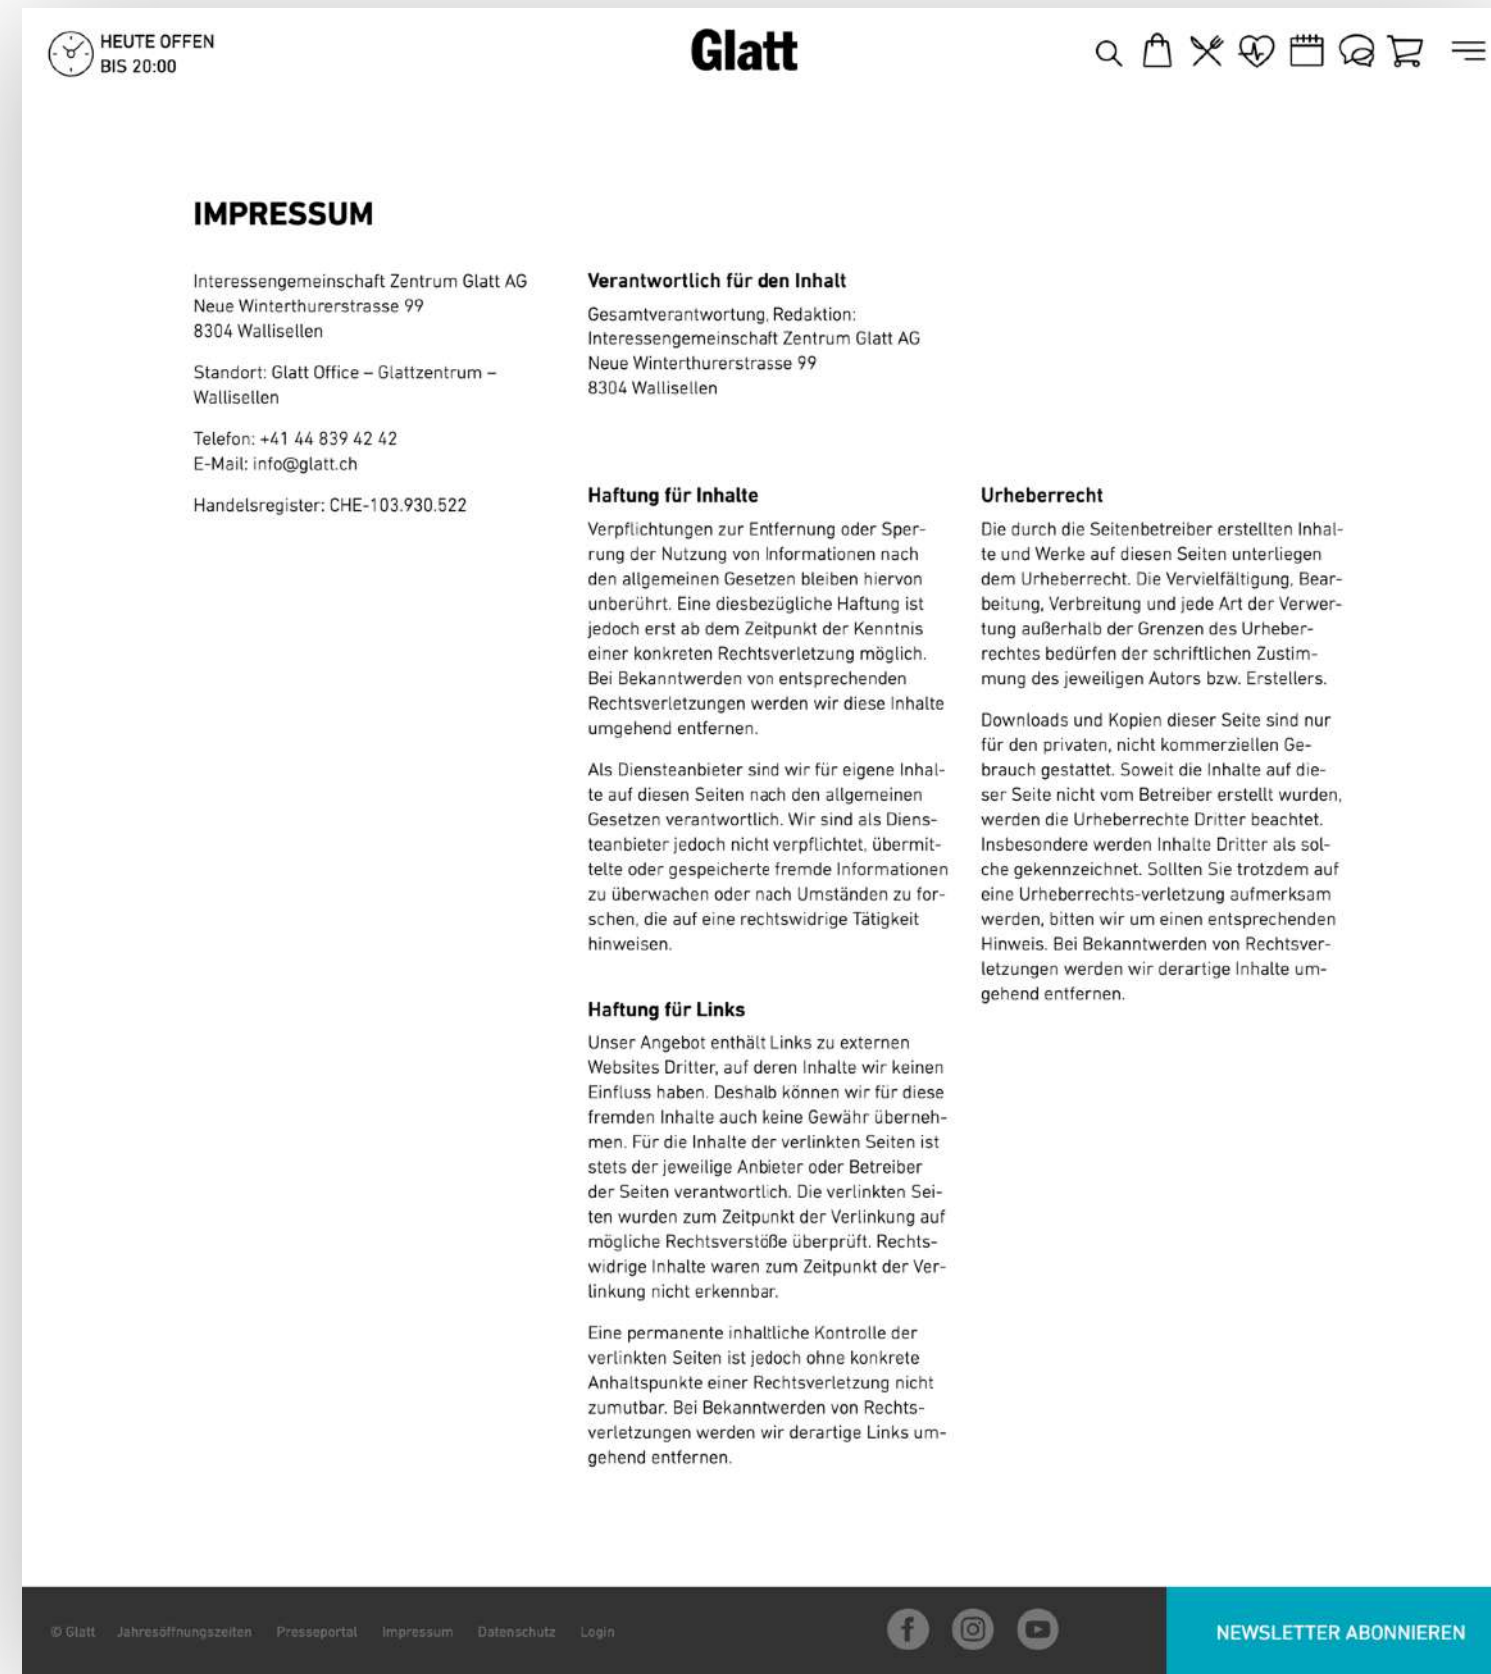 HEUTE OFFEN
BIS 20:00
Glatt
IMPRESSUM
Interessengemeinschaft Zentrum Glatt AG
Neue Winterthurerstrasse 99
8304 Wallisellen
Standort: Glatt Office – Glattzentrum –
Wallisellen
Telefon: +41 44 839 42 42
E-Mail: info@glatt.ch
Handelsregister: CHE-103.930.522
Verantwortlich für den Inhalt
Gesamtverantwortung, Redaktion:
Interessengemeinschaft Zentrum Glatt AG
Neue Winterthurerstrasse 99
8304 Wallisellen
Haftung für Inhalte
Verpflichtungen zur Entfernung oder Sper-
rung der Nutzung von Informationen nach
den allgemeinen Gesetzen bleiben hiervon
unberührt. Eine diesbezügliche Haftung ist
jedoch erst ab dem Zeitpunkt der Kenntnis
einer konkreten Rechtsverletzung möglich.
Bei Bekanntwerden von entsprechenden
Rechtsverletzungen werden wir diese Inhalte
umgehend entfernen.
Als Diensteanbieter sind wir für eigene Inhal-
te auf diesen Seiten nach den allgemeinen
Gesetzen verantwortlich. Wir sind als Diens-
teanbieter jedoch nicht verpflichtet, übermit-
telte oder gespeicherte fremde Informationen
zu überwachen oder nach Umständen zu for-
schen, die auf eine rechtswidrige Tätigkeit
hinweisen.
Haftung für Links
Unser Angebot enthält Links zu externen
Websites Dritter, auf deren Inhalte wir keinen
Einfluss haben. Deshalb können wir für diese
fremden Inhalte auch keine Gewähr überneh-
men. Für die Inhalte der verlinkten Seiten ist
stets der jeweilige Anbieter oder Betreiber
der Seiten verantwortlich. Die verlinkten Sei-
ten wurden zum Zeitpunkt der Verlinkung auf
mögliche Rechtsverstöße überprüft. Rechts-
widrige Inhalte waren zum Zeitpunkt der Ver-
linkung nicht erkennbar.
Eine permanente inhaltliche Kontrolle der
verlinkten Seiten ist jedoch ohne konkrete
Anhaltspunkte einer Rechtsverletzung nicht
zumutbar. Bei Bekanntwerden von Rechts-
verletzungen werden wir derartige Links um-
gehend entfernen.
Urheberrecht
Die durch die Seitenbetreiber erstellten Inhal-
te und Werke auf diesen Seiten unterliegen
dem Urheberrecht. Die Vervielfältigung, Bear-
beitung, Verbreitung und jede Art der Verwer-
tung außerhalb der Grenzen des Urheber-
rechtes bedürfen der schriftlichen Zustim-
mung des jeweiligen Autors bzw. Erstellers.
Downloads und Kopien dieser Seite sind nur
für den privaten, nicht kommerziellen Ge-
brauch gestattet. Soweit die Inhalte auf die-
ser Seite nicht vom Betreiber erstellt wurden,
werden die Urheberrechte Dritter beachtet.
Insbesondere werden Inhalte Dritter als sol-
che gekennzeichnet. Sollten Sie trotzdem auf
eine Urheberrechts-verletzung aufmerksam
werden, bitten wir um einen entsprechenden
Hinweis. Bei Bekanntwerden von Rechtsver-
letzungen werden wir derartige Inhalte um-
gehend entfernen.
© Glatt Jahresöffnungszeiten Presseportal Impressum Datenschutz Login
NEWSLETTER ABONNIEREN